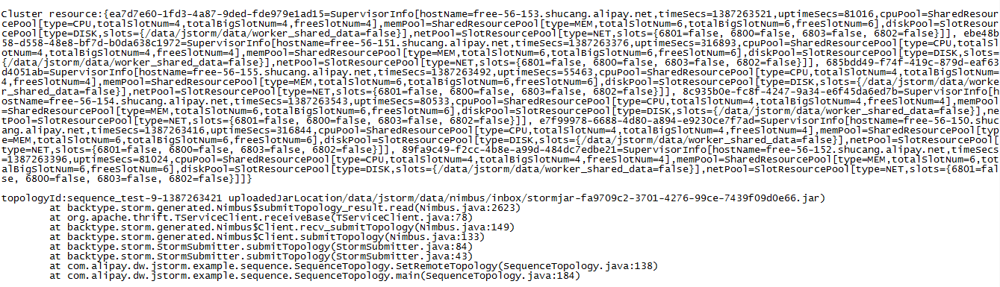 Cluster resource:{ea7d7e60-1fd3-4a87-9ded-fde979e1ad15=SupervisorInfo[hostName=free-56-153.shucang.alipay.net,timeSecs=1387263521,uptimeSecs=81016,cpuPool=SharedResour
cePool[type=CPU,totalSlotNum=4,totalBigSlotNum=4,freeSlotNum=4],memPool=SharedResourcePool[type=MEM,totalSlotNum=6,totalBigSlotNum=6,freeSlotNum=6],diskPool=SlotResour
cePool[type=DISK,slots={/data/jstorm/data/worker_shared_data=false}],netPool=SlotResourcePool[type=NET,slots={6801=false, 6800=false, 6803=false, 6802=false}]], ebe48b
58-d558-48e8-bf7d-b0da638c1972=SupervisorInfo[hostName=free-56-151.shucang.alipay.net,timeSecs=1387263376,uptimeSecs=316893,cpuPool=SharedResourcePool[type=CPU,totalSl
otNum=4,totalBigSlotNum=4,freeSlotNum=4],memPool=SharedResourcePool[type=MEM,totalSlotNum=6,totalBigSlotNum=6,freeSlotNum=6],diskPool=SlotResourcePool[type=DISK,slots=
{/data/jstorm/data/worker_shared_data=false}],netPool=SlotResourcePool[type=NET,slots={6801=false, 6800=false, 6803=false, 6802=false}]], 685bdd49-f74f-419c-879d-eaf63
d4051ab=SupervisorInfo[hostName=free-56-155.shucang.alipay.net,timeSecs=1387263492,uptimeSecs=55463,cpuPool=SharedResourcePool[type=CPU,totalSlotNum=4,totalBigSlotNum=
4,freeSlotNum=4],memPool=SharedResourcePool[type=MEM,totalSlotNum=6,totalBigSlotNum=6,freeSlotNum=6],diskPool=SlotResourcePool[type=DISK,slots={/data/jstorm/data/worke
r_shared_data=false}],netPool=SlotResourcePool[type=NET,slots={6801=false, 6800=false, 6803=false, 6802=false}]], 8c935b0e-fc8f-4247-9a34-e6f45da6ed7b=SupervisorInfo[h
ostName=free-56-154.shucang.alipay.net,timeSecs=1387263543,uptimeSecs=80533,cpuPool=SharedResourcePool[type=CPU,totalSlotNum=4,totalBigSlotNum=4,freeSlotNum=4],memPool
=SharedResourcePool[type=MEM,totalSlotNum=6,totalBigSlotNum=6,freeSlotNum=6],diskPool=SlotResourcePool[type=DISK,slots={/data/jstorm/data/worker_shared_data=false}],ne
tPool=SlotResourcePool[type=NET,slots={6801=false, 6800=false, 6803=false, 6802=false}]], e7f99978-6688-4d80-a894-e9230ce7f7ad=SupervisorInfo[hostName=free-56-150.shuc
ang.alipay.net,timeSecs=1387263416,uptimeSecs=316844,cpuPool=SharedResourcePool[type=CPU,totalSlotNum=4,totalBigSlotNum=4,freeSlotNum=4],memPool=SharedResourcePool[typ
e=MEM,totalSlotNum=6,totalBigSlotNum=6,freeSlotNum=6],diskPool=SlotResourcePool[type=DISK,slots={/data/jstorm/data/worker_shared_data=false}],netPool=SlotResourcePool[
type=NET,slots={6801=false, 6800=false, 6803=false, 6802=false}]], 89fa9c49-f2cc-4b8e-a99d-484dc7edbe21=SupervisorInfo[hostName=free-56-152.shucang.alipay.net,timeSecs
=1387263396,uptimeSecs=81024,cpuPool=SharedResourcePool[type=CPU,totalSlotNum=4,totalBigSlotNum=4,freeSlotNum=4],memPool=SharedResourcePool[type=MEM,totalSlotNum=6,tot
alBigSlotNum=6,freeSlotNum=6],diskPool=SlotResourcePool[type=DISK,slots={/data/jstorm/data/worker_shared_data=false}],netPool=SlotResourcePool[type=NET,slots={6801=fal
se, 6800=false, 6803=false, 6802=false}]]}
topologyId:sequence_test-9-1387263421 uploadedJarLocation/data/jstorm/data/nimbus/inbox/stormjar-fa9709c2-3701-4276-99ce-7439f09d0e66.jar)
at backtype.storm.generated.Nimbus$submitTopology_result.read(Nimbus.java:2623)
at org.apache.thrift.TServiceClient.receiveBase(TServiceClient.java:78)
at backtype.storm.generated.Nimbus$Client.recv_submitTopology(Nimbus.java:149)
at backtype.storm.generated.Nimbus$Client.submitTopology(Nimbus.java:133)
at backtype.storm.StormSubmitter.submitTopology(StormSubmitter.java:84)
at backtype.storm.StormSubmitter.submitTopology(StormSubmitter.java:43)
at com.alipay.dw.jstorm.example.sequence.SequenceTopology.SetRemoteTopology(SequenceTopology.java:138)
at com.alipay.dw.jstorm.example.sequence.SequenceTopology.main(SequenceTopology.java:184)